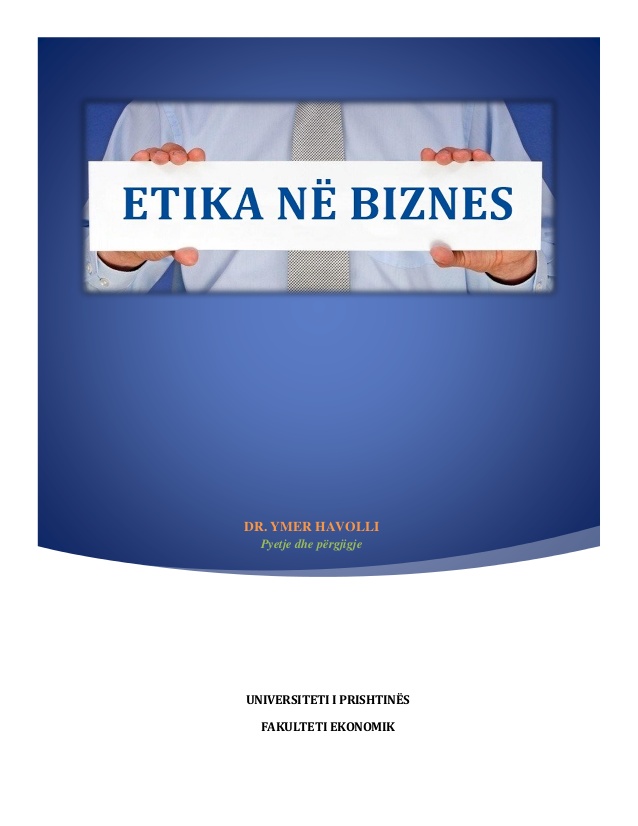 ETIKA NË BIZNES
DR. YMER HAVOLLI
Pyetje dhe përgjigje
UNIVERSITETI I PRISHTINËS
FAKULTETI EKONOMIK